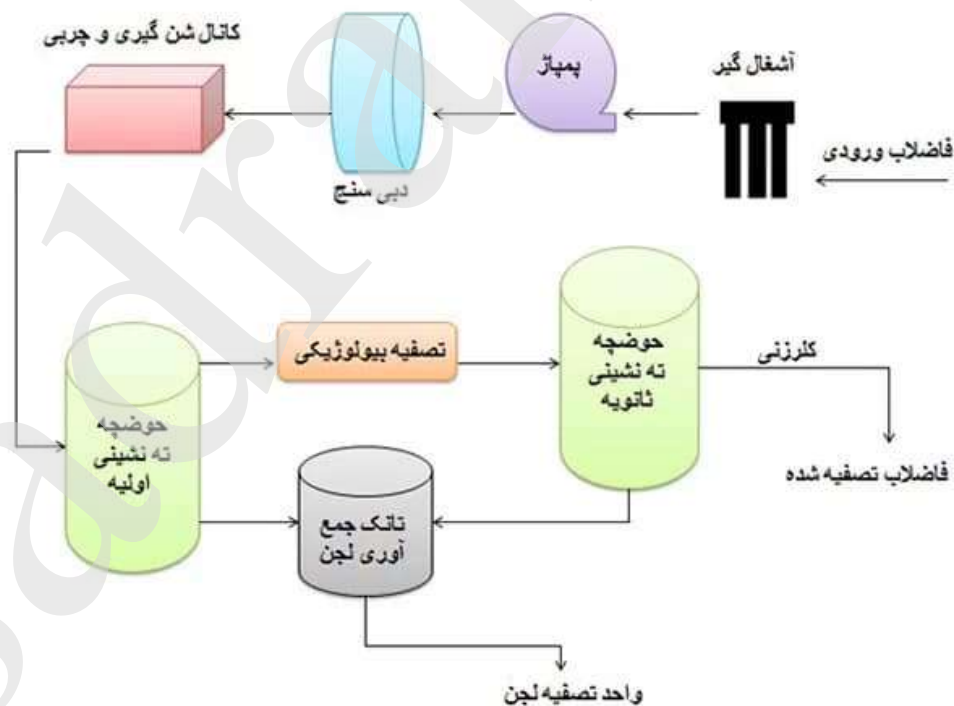 کانال شن گیری و چربی
پمپاژ
آشغال گیر
فاضلاب ورودی
دبی سنج
حوضچه
ته نشینی
اولیه
تصفیه بیولوژیکی
حوضچه
ته نشینی
ثانویه
کلرزنی
فاضلاب تصفیه شده
تانک جمع
آوری لجن
واحد تصفیه لجن